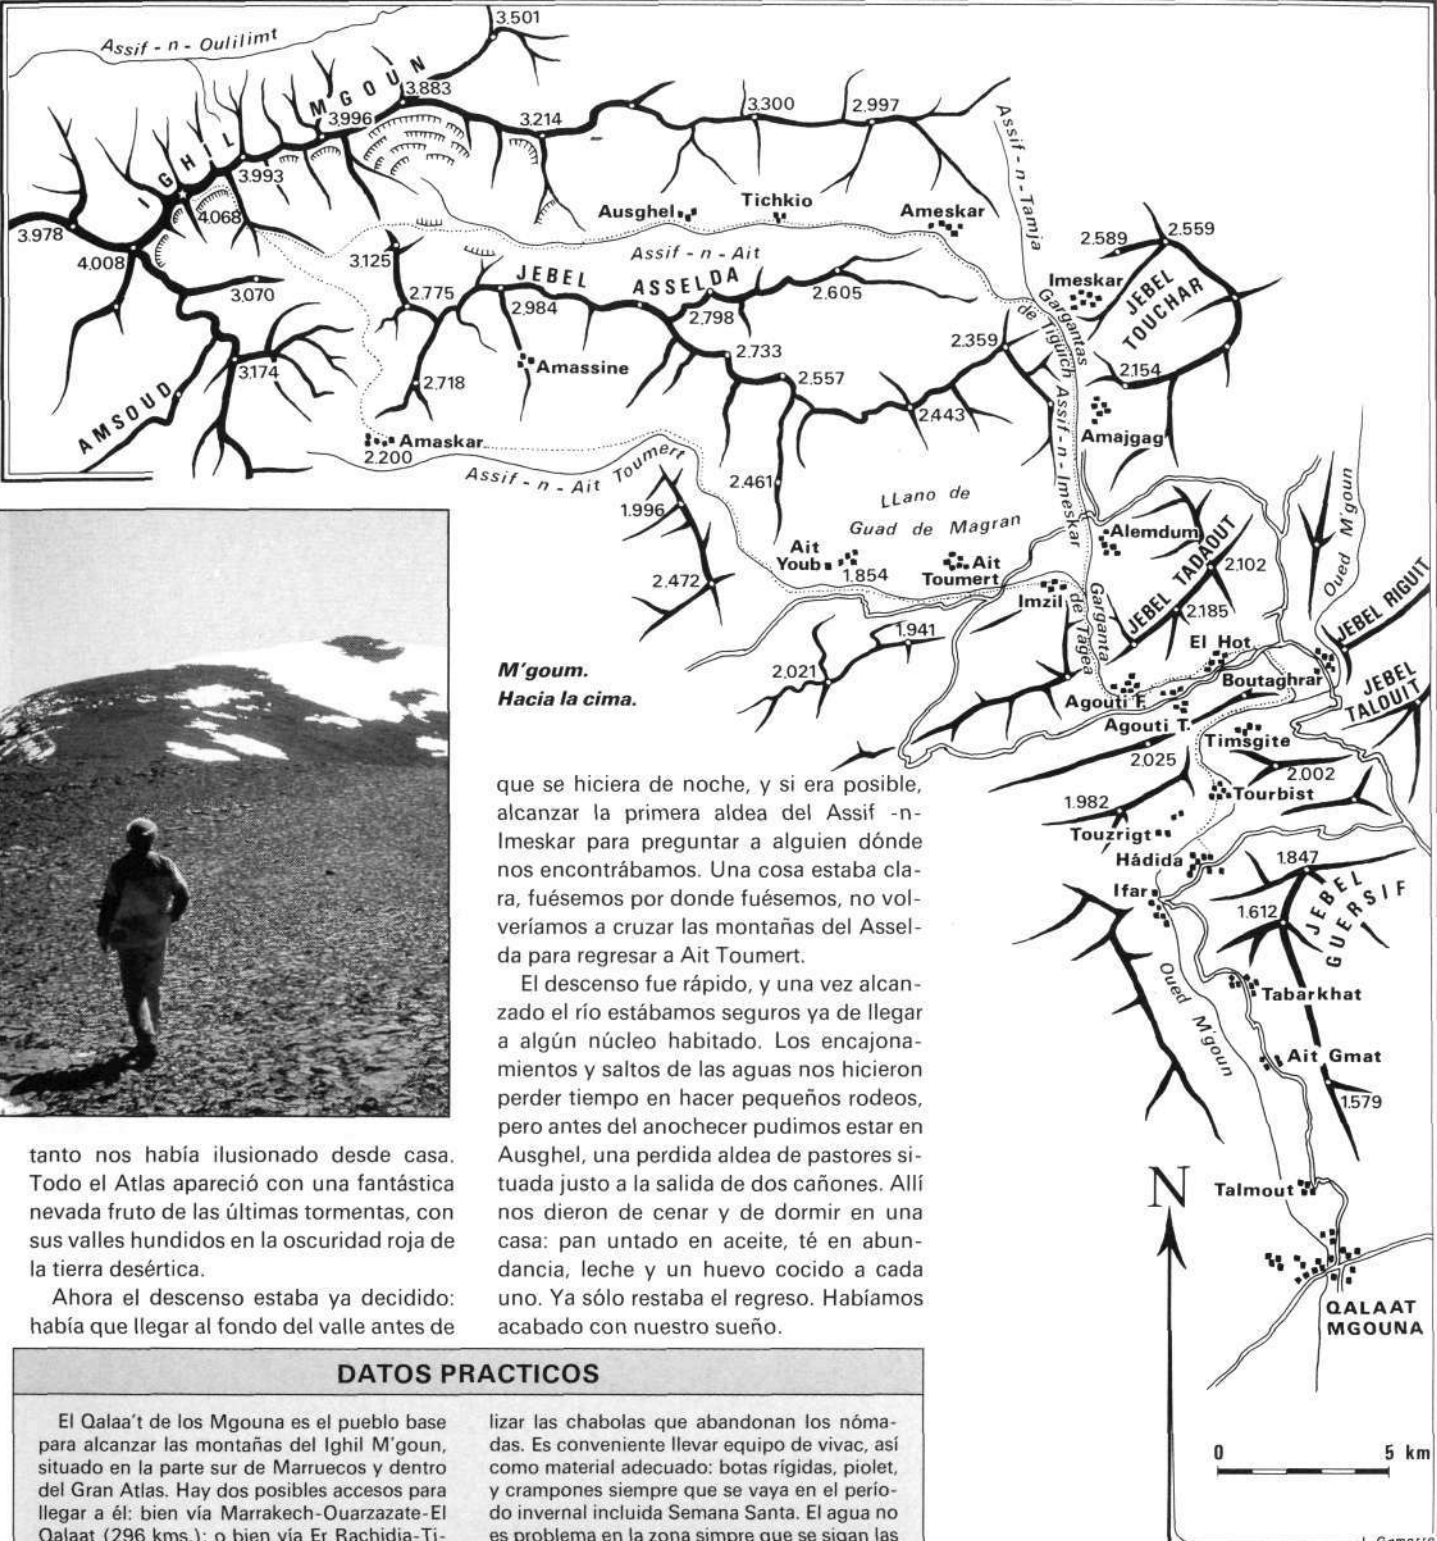 3.501
Assif - n - Oulilimt
IGHIL MGOUN
3.883
3.996
3.214
3.300
2.997
3.993
4.068
3.978
4.008
3.070
3.174
AMSOUD
Assif - n - Tamja
Ausghel
Tichkio
Ameskar
Assif - n - Ait
3.125
2.775
JEBEL ASSELDA
2.984
2.798
2.605
Amassine
2.718
2.733
2.557
2.359
2.443
2.461
2.589
2.559
Imeskar
JEBEL
TOUCHAR
Gargantas
de Tiguirch
2.154
Assif - n - Imeskar
Amajgag
Amaskar
2.200
Assif - n - Ait Toumert
1.996
2.472
LLano de
Guad de Magran
Ait
Youb
1.854
Ait
Toumert
Imzil
Alemdum
JEBEL TADAOUT
2.102
2.185
Garganta
de Tagea
Oued M'goun
JEBEL RIGUIT
El Hot
Boutaghrar
JEBEL
TALOUIT
1.941
2.021
Agouti F.
Agouti T.
Timsgite
2.025
2.002
Tourbist
1.982
Touzrigt
Hádida
Ifar
1.847
1.612
JEBEL
GUERSIF
Oued M'goun
Tabarkhat
Ait Gmat
1.579
Talmout
N
QALAAT
MGOUNA
0 5 km
M'goum.
Hacia la cima.
tanto nos había ilusionado desde casa.
Todo el Atlas apareció con una fantástica
nevada fruto de las últimas tormentas, con
sus valles hundidos en la oscuridad roja de
la tierra desértica.
Ahora el descenso estaba ya decidido:
había que llegar al fondo del valle antes de
que se hiciera de noche, y si era posible,
alcanzar la primera aldea del Assif -n-
Imeskar para preguntar a alguien dónde
nos encontrábamos. Una cosa estaba cla-
ra, fuésemos por donde fuésemos, no vol-
veríamos a cruzar las montañas del Assel-
da para regresar a Ait Toumert.
El descenso fue rápido, y una vez alcan-
zado el río estábamos seguros ya de llegar
a algún núcleo habitado. Los encajona-
mientos y saltos de las aguas nos hicieron
perder tiempo en hacer pequeños rodeos,
pero antes del anochecer pudimos estar en
Ausghel, una perdida aldea de pastores si-
tuada justo a la salida de dos cañones. Allí
nos dieron de cenar y de dormir en una
casa: pan untado en aceite, té en abun-
dancia, leche y un huevo cocido a cada
uno. Ya sólo restaba el regreso. Habíamos
acabado con nuestro sueño.
DATOS PRACTICOS
El Qalaa't de los Mgouna es el pueblo base
para alcanzar las montañas del Ighil M'goun,
situado en la parte sur de Marruecos y dentro
del Gran Atlas. Hay dos posibles accesos para
llegar a él: bien vía Marrakech-Ouarzazate-El
Qalaat (296 kms.); o bien vía Er Rachidia-Ti-
lizar las chabolas que abandonan los nóma-
das. Es conveniente llevar equipo de vivac, así
como material adecuado: botas rígidas, piolet,
y crampones siempre que se vaya en el perío-
do invernal incluida Semana Santa. El agua no
es problema en la zona simpre que se sigan las